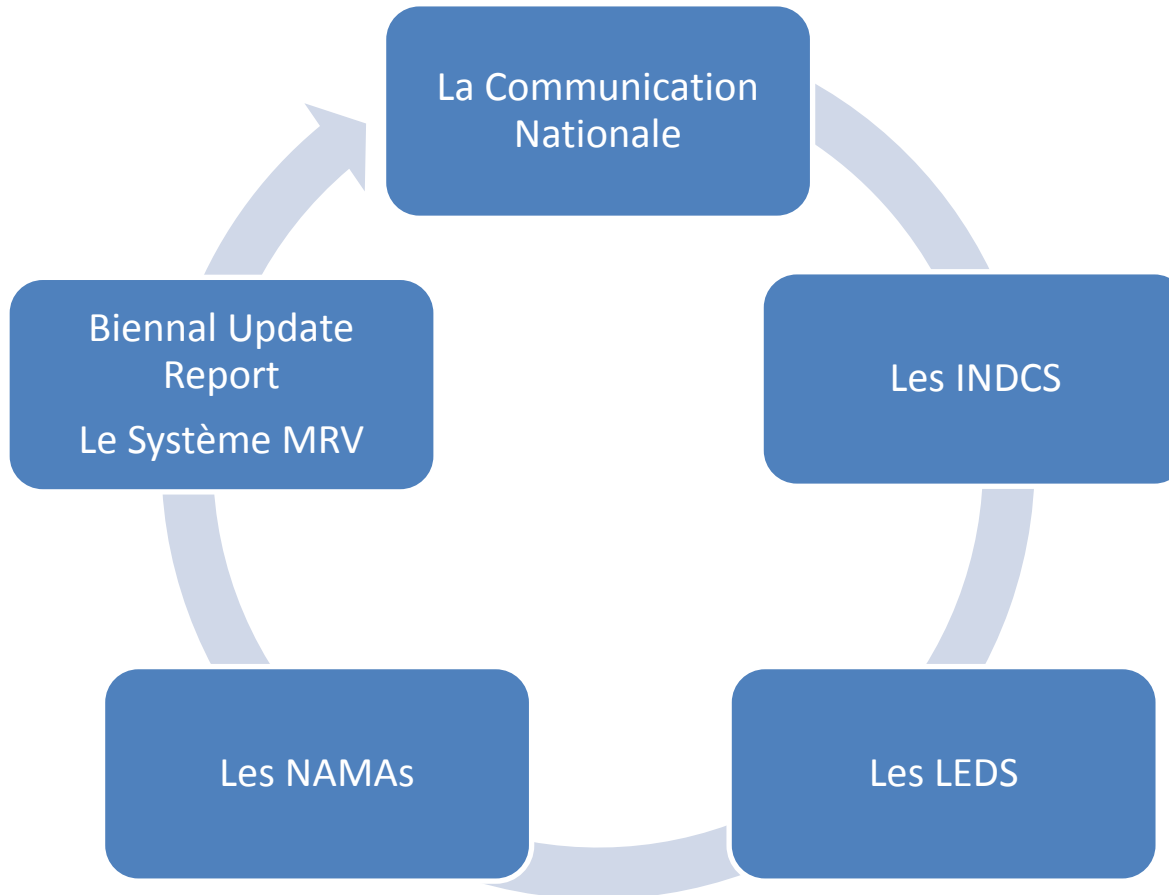 La Communication
Nationale
Les INDCS
Les LEDS
Les NAMAs
Biennal Update
Report
Le Système MRV